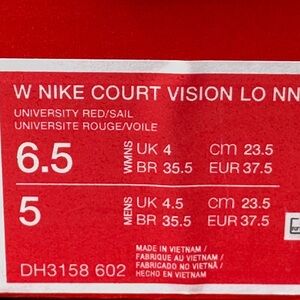 W NIKE COURT VISION LO NN
UNIVERSITY RED/SAIL
UNIVERSITE ROUGE/VOILE
6.5 WMNS UK 4 cm 23.5
BR 35.5 EUR 37.5
5 MENS UK 4.5 cm 23.5
BR 35.5 EUR 37.5
MADE IN VIETNAM /
FABRIQUE AU VIETNAM /
FABRICADO NO VIETNÃ /
HECHO EN VIETNAM
DH3158 602